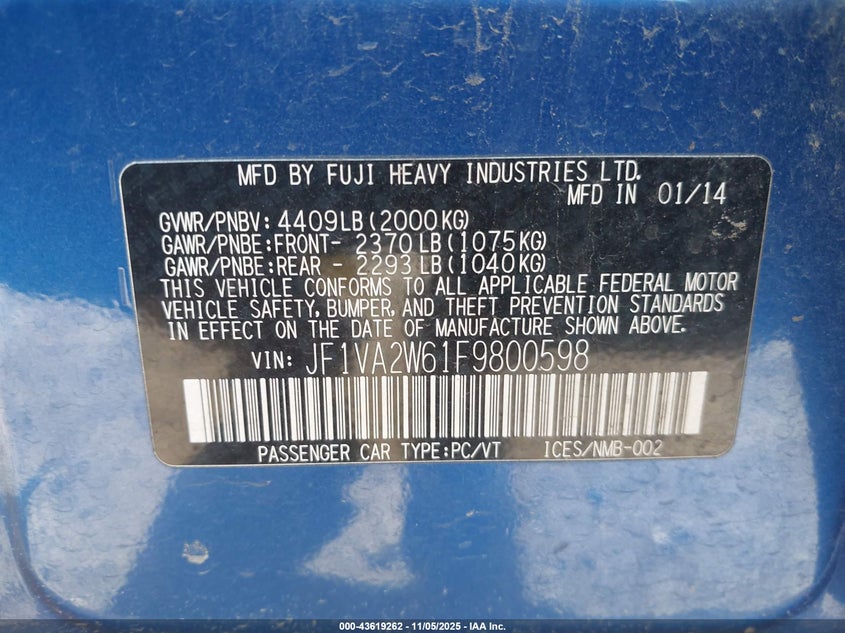 MFD BY FUJI HEAVY INDUSTRIES LTD.
MFD IN 01/14
GVWR/PNBV: 4409LB(2000KG)
GAWR/PNBE:FRONT- 2370LB(1075KG)
GAWR/PNBE:REAR - 2293LB(1040KG)
THIS VEHICLE CONFORMS TO ALL APPLICABLE FEDERAL MOTOR
VEHICLE SAFETY, BUMPER, AND THEFT PREVENTION STANDARDS
IN EFFECT ON THE DATE OF MANUFACTURE SHOWN ABOVE.
VIN: JF1VA2W61F9800598
PASSENGER CAR TYPE:PC/VT ICES/NMB-002
000-43619262 - 11/05/2025 - IAA Inc.